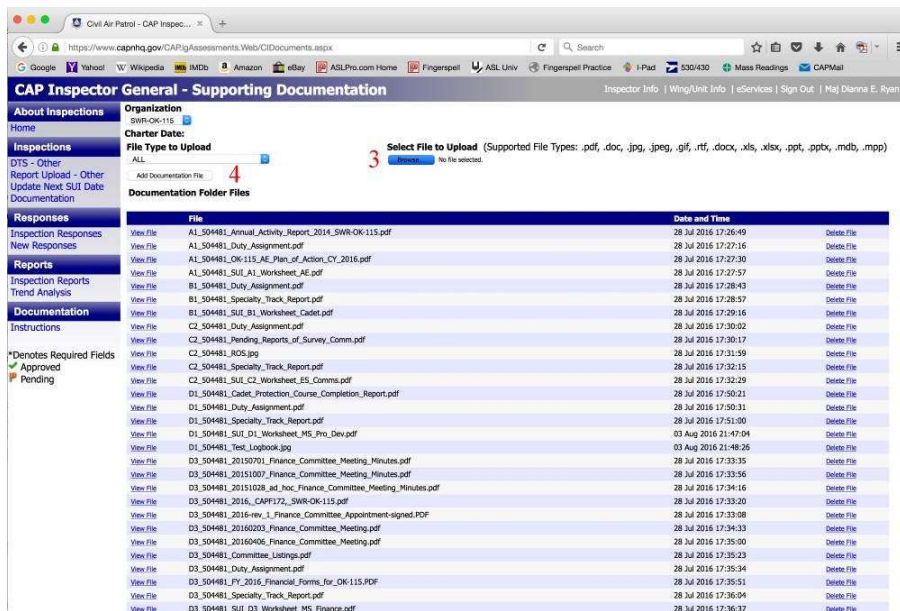 Civil Air Patrol - CAP Inspec...
https://www.capnhq.gov/CAP.igAssessments.Web/CIDocuments.aspx
Search
Google Yahoo! Wikipedia IMDb Amazon eBay ASLPro.com Home Fingerspell ASL Univ Fingerspell Practice I-Pad 530/430 Mass Readings CAPMail
CAP Inspector General - Supporting Documentation
Inspector Info | Wing/Unit Info | eServices | Sign Out | Maj Dianna E. Ryan
About Inspections
Home
Inspections
DTS - Other
Report Upload - Other
Update Next SUI Date
Documentation
Responses
Inspection Responses
New Responses
Reports
Inspection Reports
Trend Analysis
Documentation
Instructions
*Denotes Required Fields
Approved
Pending
Organization
SWR-OK-115
Charter Date:
File Type to Upload
ALL
Add Documentation File
4
3
Select File to Upload (Supported File Types: .pdf, .doc, .jpg, .jpeg, .gif, .rtf, .docx, .xls, .xlsx, .ppt, .pptx, .mdb, .mpp)
Browse... No file selected.
Documentation Folder Files
File Date and Time
View File A1_504481_Annual_Activity_Report_2014_SWR-OK-115.pdf 28 Jul 2016 17:26:49 Delete File
View File A1_504481_Duty_Assignment.pdf 28 Jul 2016 17:27:16 Delete File
View File A1_504481_OK-115_AE_Plan_of_Action_CY_2016.pdf 28 Jul 2016 17:27:30 Delete File
View File A1_504481_SUI_A1_Worksheet_AE.pdf 28 Jul 2016 17:27:57 Delete File
View File B1_504481_Duty_Assignment.pdf 28 Jul 2016 17:28:43 Delete File
View File B1_504481_Specialty_Track_Report.pdf 28 Jul 2016 17:28:57 Delete File
View File B1_504481_SUI_B1_Worksheet_Cadet.pdf 28 Jul 2016 17:29:16 Delete File
View File C2_504481_Duty_Assignment.pdf 28 Jul 2016 17:30:02 Delete File
View File C2_504481_Pending_Reports_of_Survey_Comm.pdf 28 Jul 2016 17:30:17 Delete File
View File C2_504481_ROS.jpg 28 Jul 2016 17:31:59 Delete File
View File C2_504481_Specialty_Track_Report.pdf 28 Jul 2016 17:32:15 Delete File
View File C2_504481_SUI_C2_Worksheet_ES_Comms.pdf 28 Jul 2016 17:32:29 Delete File
View File D1_504481_Cadet_Protection_Course_Completion_Report.pdf 28 Jul 2016 17:50:21 Delete File
View File D1_504481_Duty_Assignment.pdf 28 Jul 2016 17:50:31 Delete File
View File D1_504481_Specialty_Track_Report.pdf 28 Jul 2016 17:51:00 Delete File
View File D1_504481_SUI_D1_Worksheet_MS_Pro_Dev.pdf 03 Aug 2016 21:47:04 Delete File
View File D1_504481_Test_Logbook.jpg 03 Aug 2016 21:48:26 Delete File
View File D3_504481_20150701_Finance_Committee_Meeting_Minutes.pdf 28 Jul 2016 17:33:35 Delete File
View File D3_504481_20151007_Finance_Committee_Meeting_Minutes.pdf 28 Jul 2016 17:33:56 Delete File
View File D3_504481_20151028_ad_hoc_Finance_Committee_Meeting_Minutes.pdf 28 Jul 2016 17:34:16 Delete File
View File D3_504481_2016,_CAPF172,_SWR-OK-115.pdf 28 Jul 2016 17:33:20 Delete File
View File D3_504481_2016-rev_1_Finance_Committee_Appointment-signed.PDF 28 Jul 2016 17:33:08 Delete File
View File D3_504481_20160203_Finance_Committee_Meeting.pdf 28 Jul 2016 17:34:33 Delete File
View File D3_504481_20160406_Finance_Committee_Meeting.pdf 28 Jul 2016 17:35:00 Delete File
View File D3_504481_Committee_Listings.pdf 28 Jul 2016 17:35:23 Delete File
View File D3_504481_Duty_Assignment.pdf 28 Jul 2016 17:35:34 Delete File
View File D3_504481_FY_2016_Financial_Forms_for_OK-115.PDF 28 Jul 2016 17:35:51 Delete File
View File D3_504481_Specialty_Track_Report.pdf 28 Jul 2016 17:36:04 Delete File
View File D3_504481_SUI_D3_Worksheet_MS_Finance.pdf 28 Jul 2016 17:36:37 Delete File